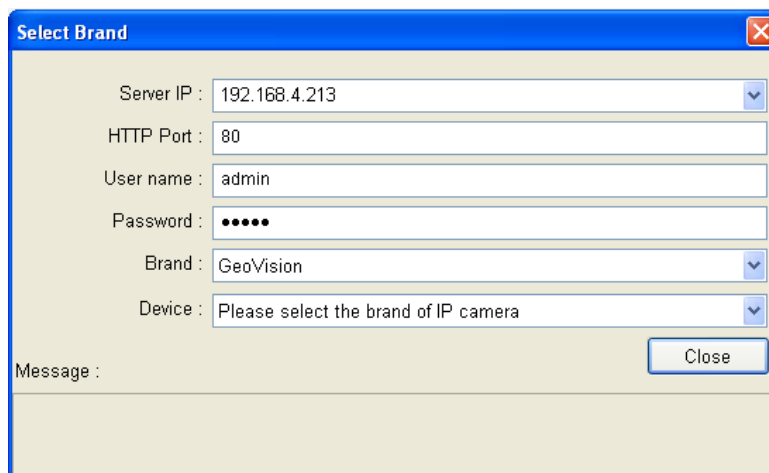 Select Brand
Server IP : 192.168.4.213
HTTP Port : 80
User name : admin
Password : •••••
Brand : GeoVision
Device : Please select the brand of IP camera
Close
Message :